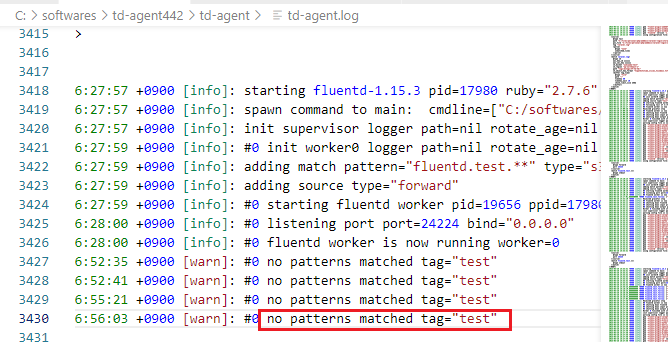 C: > softwares > td-agent442 > td-agent > td-agent.log
3415 >
3416
3417
3418 6:27:57 +0900 [info]: starting fluentd-1.15.3 pid=17980 ruby="2.7.6"
3419 6:27:57 +0900 [info]: spawn command to main:  cmdline=["C:/softwares/
3420 6:27:57 +0900 [info]: init supervisor logger path=nil rotate_age=nil
3421 6:27:59 +0900 [info]: #0 init worker0 logger path=nil rotate_age=nil
3422 6:27:59 +0900 [info]: adding match pattern="fluentd.test.**" type="s3
3423 6:27:59 +0900 [info]: adding source type="forward"
3424 6:27:59 +0900 [info]: #0 starting fluentd worker pid=19656 ppid=17980
3425 6:28:00 +0900 [info]: #0 listening port port=24224 bind="0.0.0.0"
3426 6:28:00 +0900 [info]: #0 fluentd worker is now running worker=0
3427 6:52:35 +0900 [warn]: #0 no patterns matched tag="test"
3428 6:52:41 +0900 [warn]: #0 no patterns matched tag="test"
3429 6:55:21 +0900 [warn]: #0 no patterns matched tag="test"
3430 6:56:03 +0900 [warn]: #0 no patterns matched tag="test"
3431